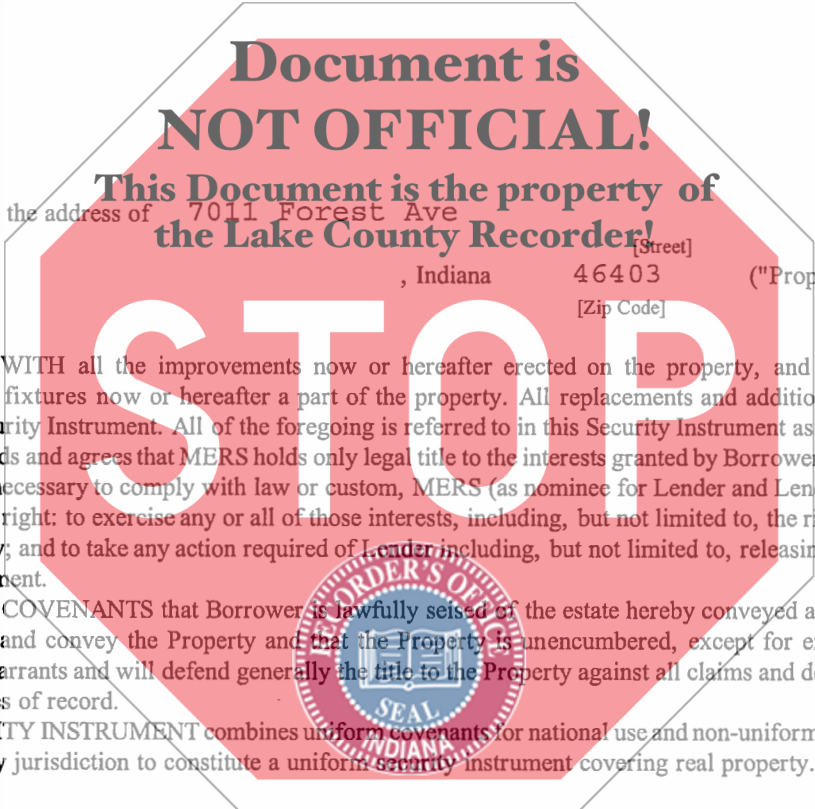 Document is
NOT OFFICIAL!
This Document is the property of
the address of 7011 Forest Ave
the Lake County Recorder!
[Street]
, Indiana 46403 ("Prop
[Zip Code]
STOP
WITH all the improvements now or hereafter erected on the property, and
fixtures now or hereafter a part of the property. All replacements and additio
rity Instrument. All of the foregoing is referred to in this Security Instrument as
ds and agrees that MERS holds only legal title to the interests granted by Borrower
ecessary to comply with law or custom, MERS (as nominee for Lender and Len
right: to exercise any or all of those interests, including, but not limited to, the ri
; and to take any action required of Lender including, but not limited to, releasin
ent.
COVENANTS that Borrower is lawfully seised of the estate hereby conveyed a
and convey the Property and that the Property is unencumbered, except for e
arrants and will defend generally the title to the Property against all claims and d
s of record.
TY INSTRUMENT combines uniform covenants for national use and non-uniform
y jurisdiction to constitute a uniform security instrument covering real property.
RECORDER'S OFFICE
SEAL
INDIANA